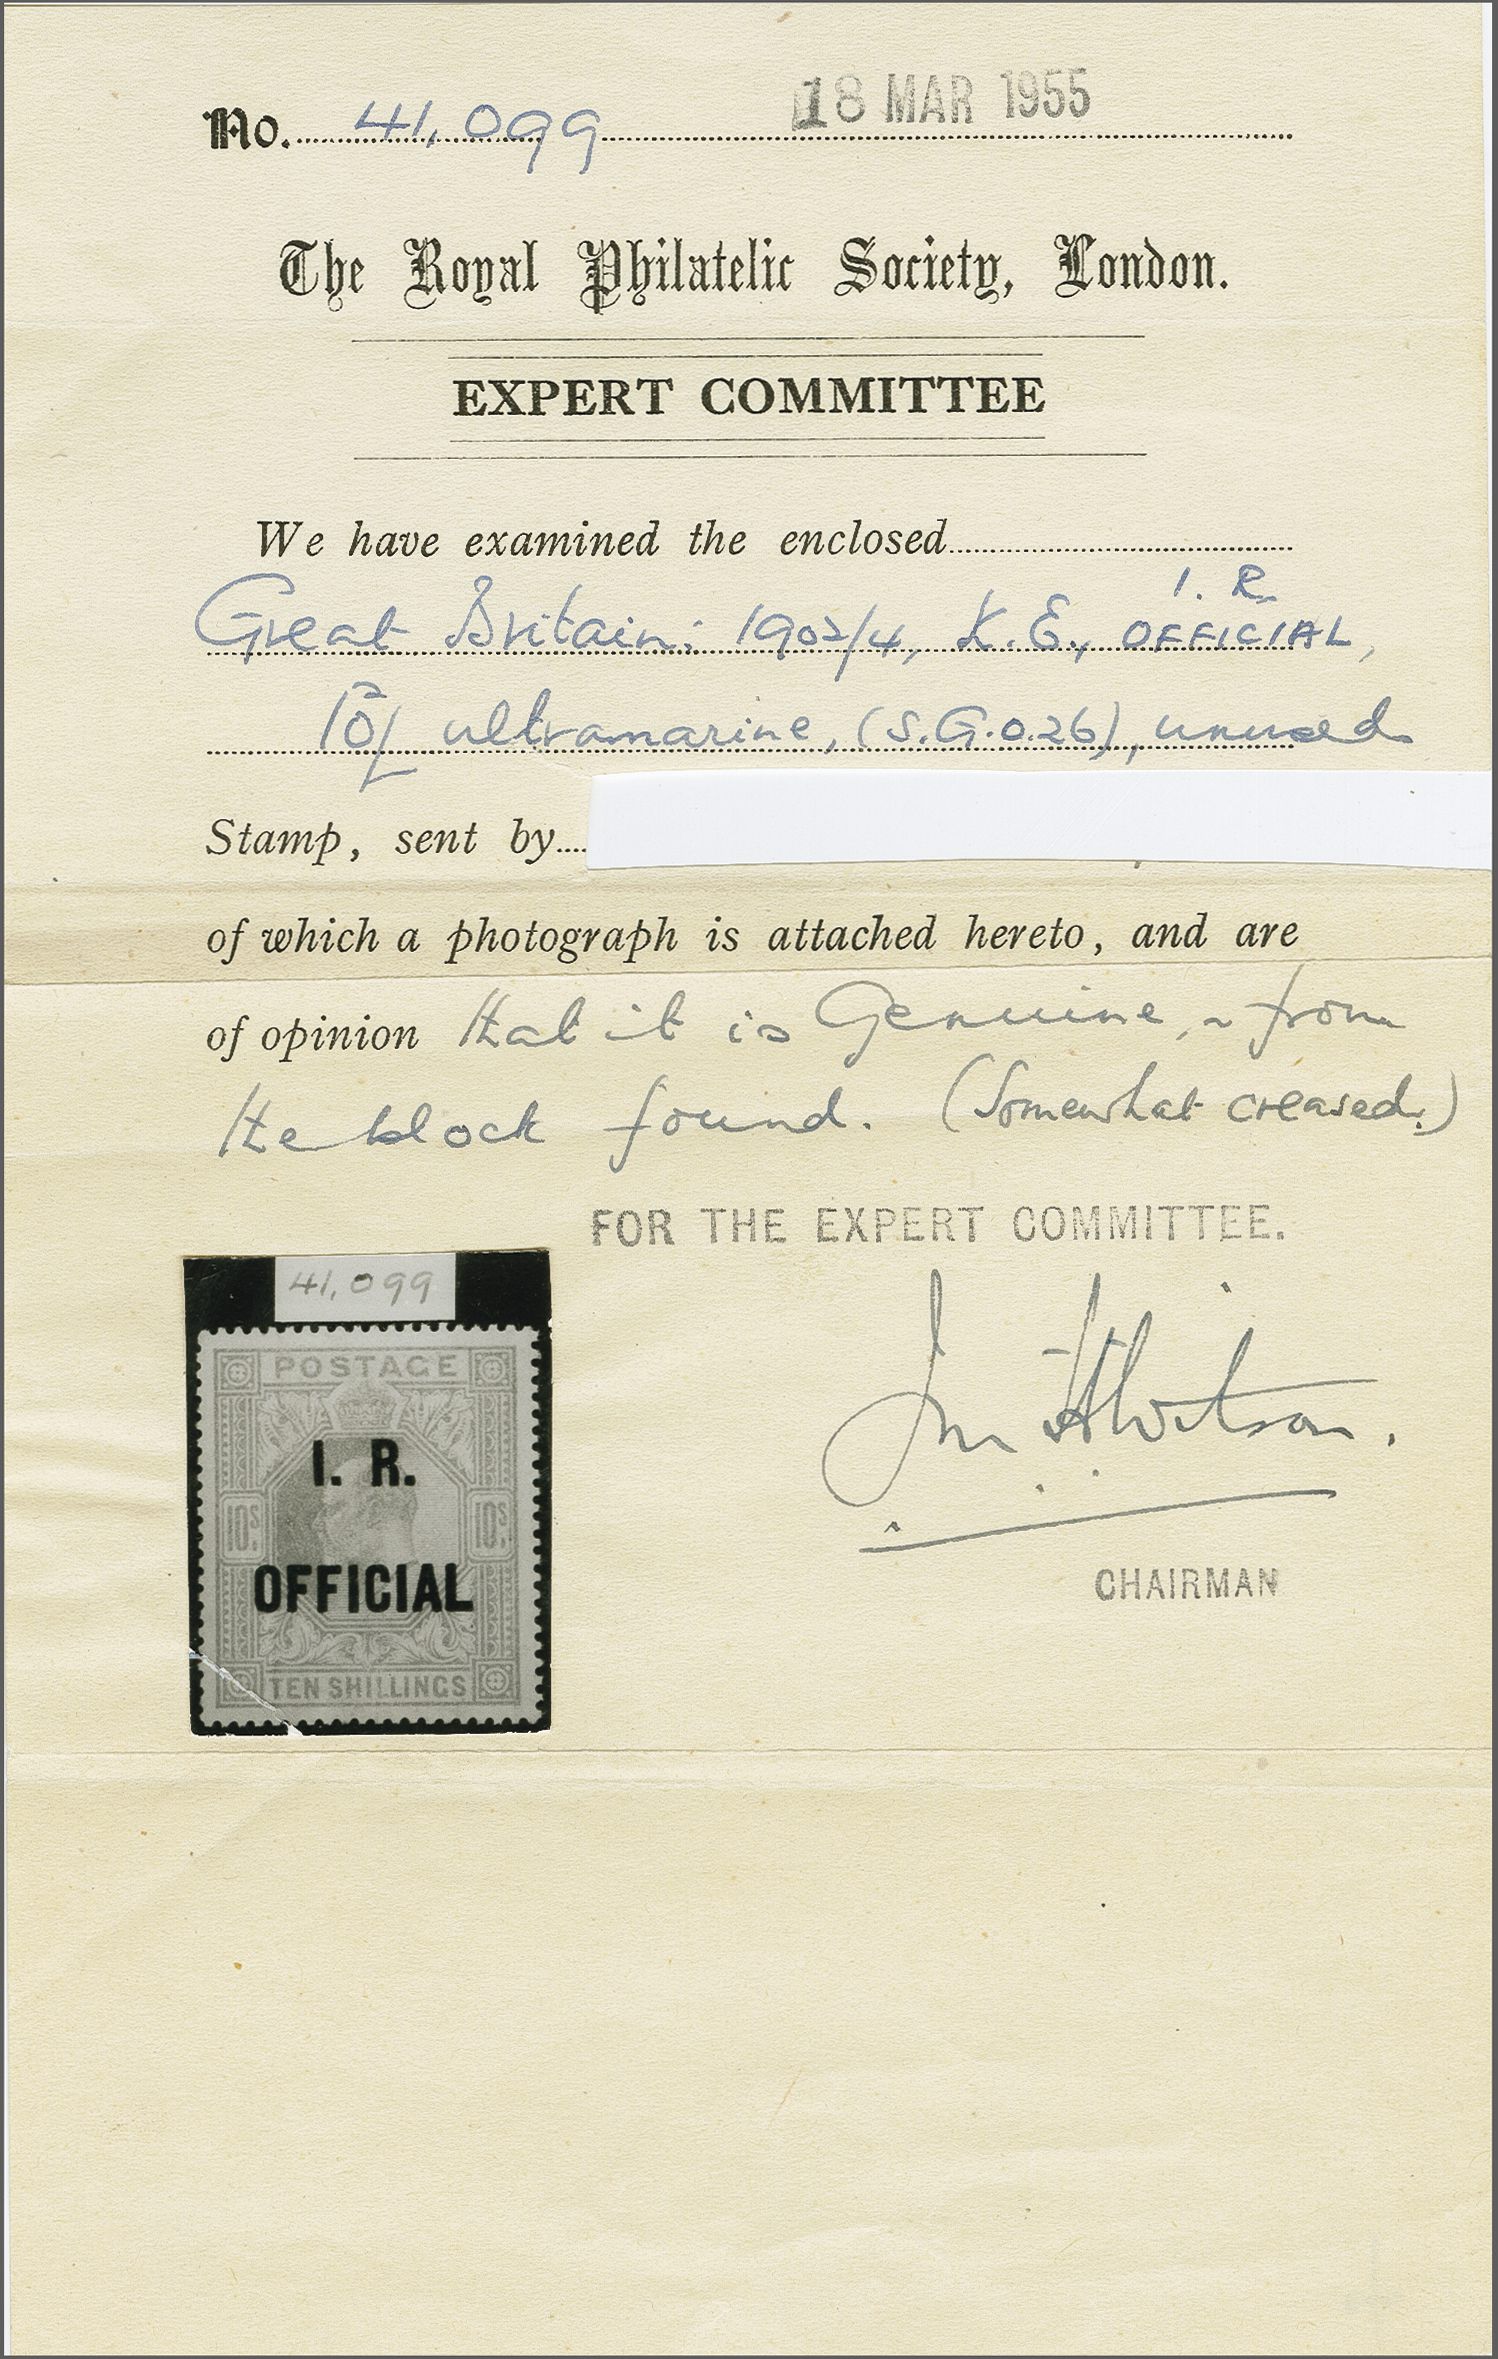 No. 41,099 18 MAR 1955
The Royal Philatelic Society, London.
EXPERT COMMITTEE
We have examined the enclosed
I. R.
Great Britain: 1902/4, K.E., OFFICIAL,
10/ ultramarine, (S.G.O.26), unused
Stamp, sent by
of which a photograph is attached hereto, and are
of opinion that it is Genuine, ~ from
the block found. (Somewhat creased.)
FOR THE EXPERT COMMITTEE.
41,099
POSTAGE
I. R.
10s 10s
OFFICIAL
TEN SHILLINGS
Wilson.
CHAIRMAN